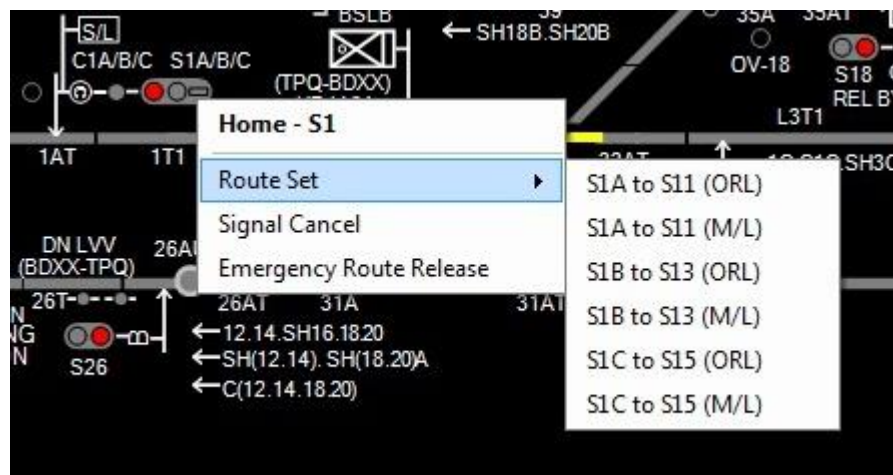 BSLB
S/L
← SH18B.SH20B
35A
C1A/B/C S1A/B/C
OV-18
(TPQ-BDXX)
S18
REL BY
L3T1
Home - S1
1AT 1T1
Route Set
Signal Cancel
Emergency Route Release
S1A to S11 (ORL)
S1A to S11 (M/L)
S1B to S13 (ORL)
S1B to S13 (M/L)
S1C to S15 (ORL)
S1C to S15 (M/L)
DN LVV
(BDXX-TPQ)
26T
26AT 31A 31AT
←12.14.SH16.18.20
←SH(12.14). SH(18.20)A
←C(12.14.18.20)
S26